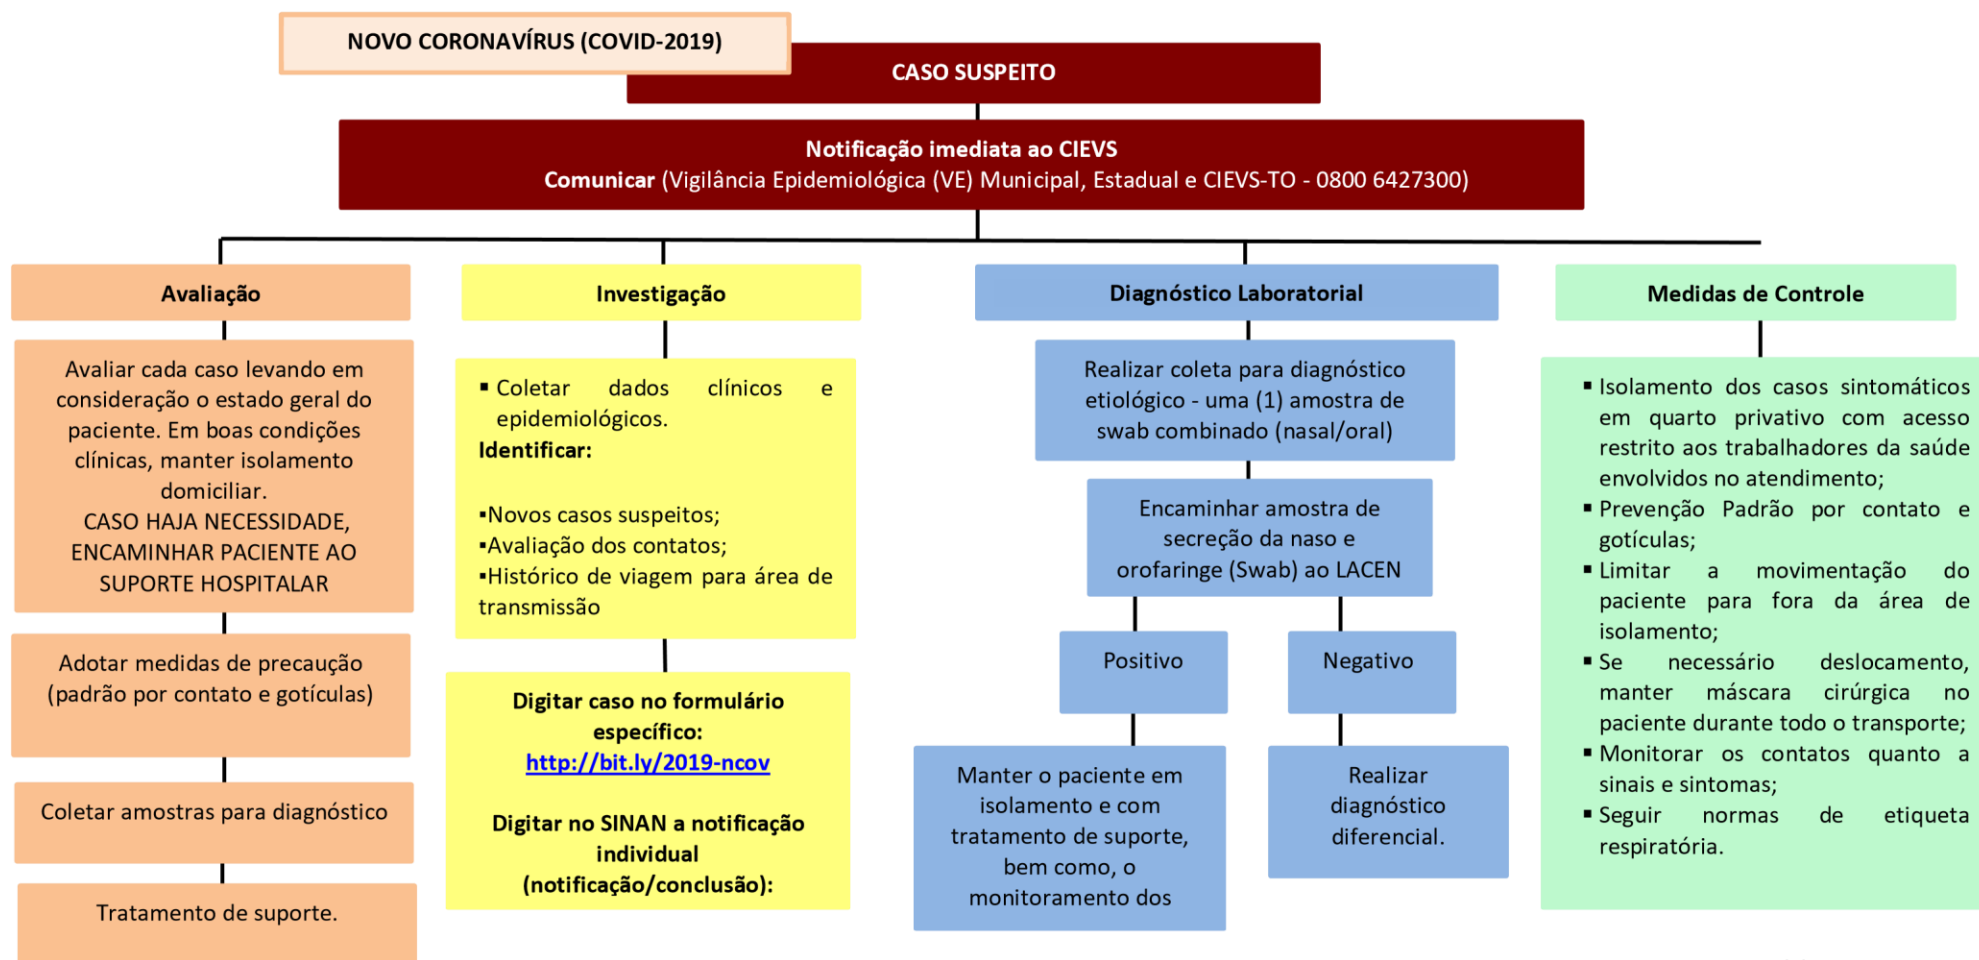 NOVO CORONAVÍRUS (COVID-2019)
CASO SUSPEITO
Notificação imediata ao CIEVS
Comunicar (Vigilância Epidemiológica (VE) Municipal, Estadual e CIEVS-TO - 0800 6427300)
Avaliação
Avaliar cada caso levando em
consideração o estado geral do
paciente. Em boas condições
clínicas, manter isolamento
domiciliar.
CASO HAJA NECESSIDADE,
ENCAMINHAR PACIENTE AO
SUPORTE HOSPITALAR
Adotar medidas de precaução
(padrão por contato e gotículas)
Coletar amostras para diagnóstico
Tratamento de suporte.
Investigação
▪ Coletar dados clínicos e
epidemiológicos.
Identificar:
▪Novos casos suspeitos;
▪Avaliação dos contatos;
▪Histórico de viagem para área de
transmissão
Digitar caso no formulário
específico:
http://bit.ly/2019-ncov
Digitar no SINAN a notificação
individual
(notificação/conclusão):
Diagnóstico Laboratorial
Realizar coleta para diagnóstico
etiológico - uma (1) amostra de
swab combinado (nasal/oral)
Encaminhar amostra de
secreção da naso e
orofaringe (Swab) ao LACEN
Positivo
Manter o paciente em
isolamento e com
tratamento de suporte,
bem como, o
monitoramento dos
Negativo
Realizar
diagnóstico
diferencial.
Medidas de Controle
▪ Isolamento dos casos sintomáticos
em quarto privativo com acesso
restrito aos trabalhadores da saúde
envolvidos no atendimento;
▪ Prevenção Padrão por contato e
gotículas;
▪ Limitar a movimentação do
paciente para fora da área de
isolamento;
▪ Se necessário deslocamento,
manter máscara cirúrgica no
paciente durante todo o transporte;
▪ Monitorar os contatos quanto a
sinais e sintomas;
▪ Seguir normas de etiqueta
respiratória.